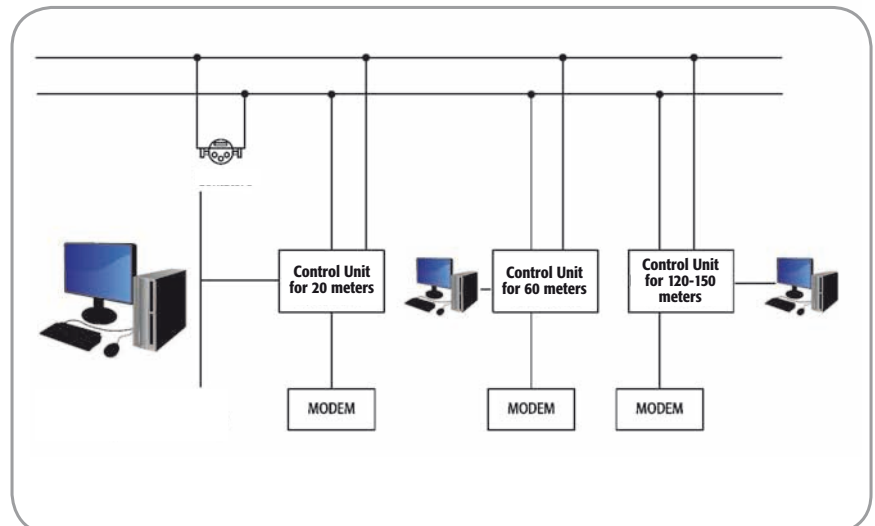 Control Unit
for 20 meters
Control Unit
for 60 meters
Control Unit
for 120-150
meters
MODEM
MODEM
MODEM